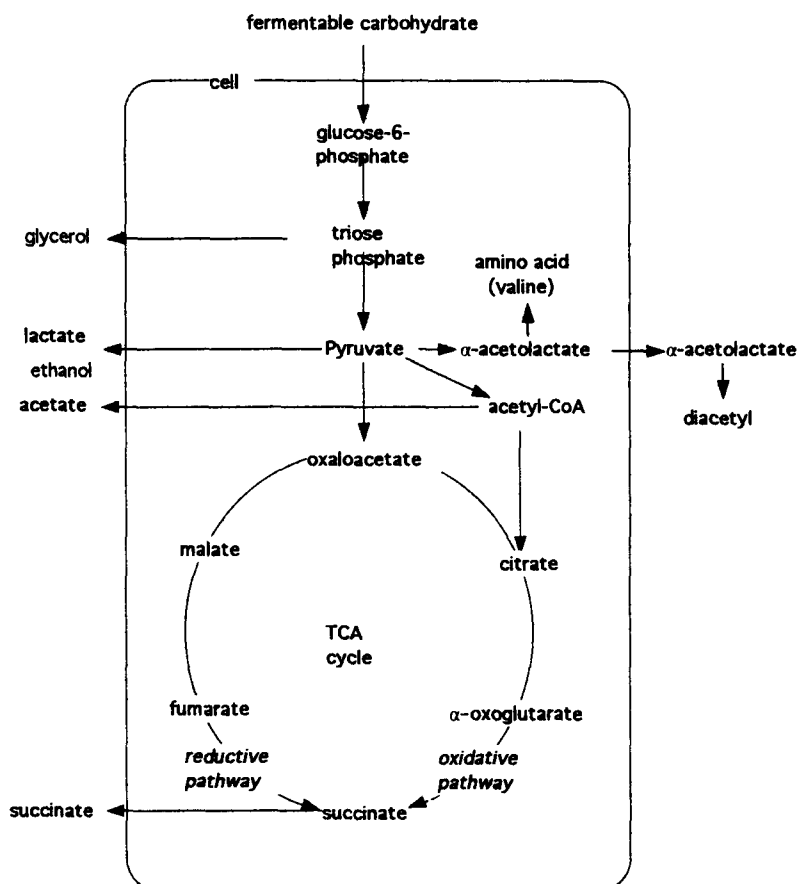 fermentable carbohydrate
cell
glucose-6-
phosphate
glycerol
triose
phosphate
amino acid
(valine)
lactate
Pyruvate
α-acetolactate
α-acetolactate
ethanol
acetate
acetyl-CoA
diacetyl
oxaloacetate
malate
citrate
TCA
cycle
fumarate
α-oxoglutarate
reductive
pathway
oxidative
pathway
succinate
succinate